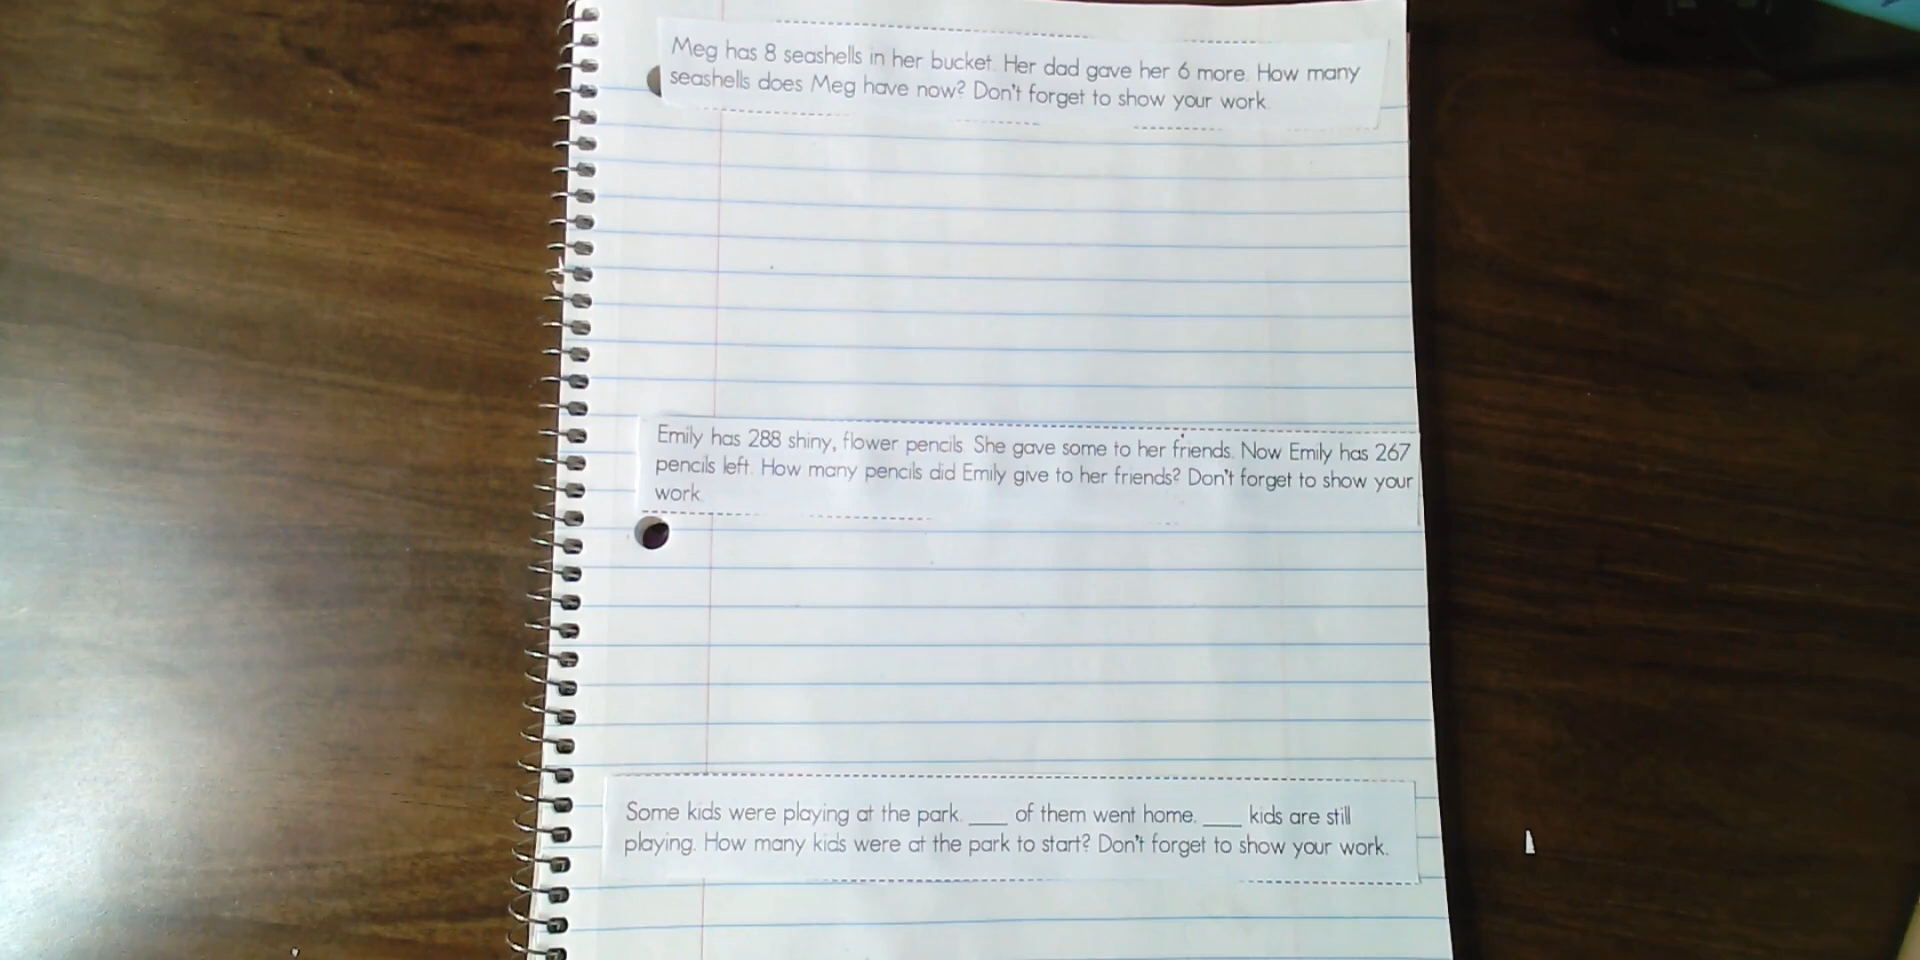 Meg has 8 seashells in her bucket. Her dad gave her 6 more. How many
seashells does Meg have now? Don't forget to show your work.
Emily has 288 shiny, flower pencils. She gave some to her friends. Now Emily has 267
pencils left. How many pencils did Emily give to her friends? Don't forget to show your
work.
Some kids were playing at the park. ___ of them went home. ___ kids are still
playing. How many kids were at the park to start? Don't forget to show your work.